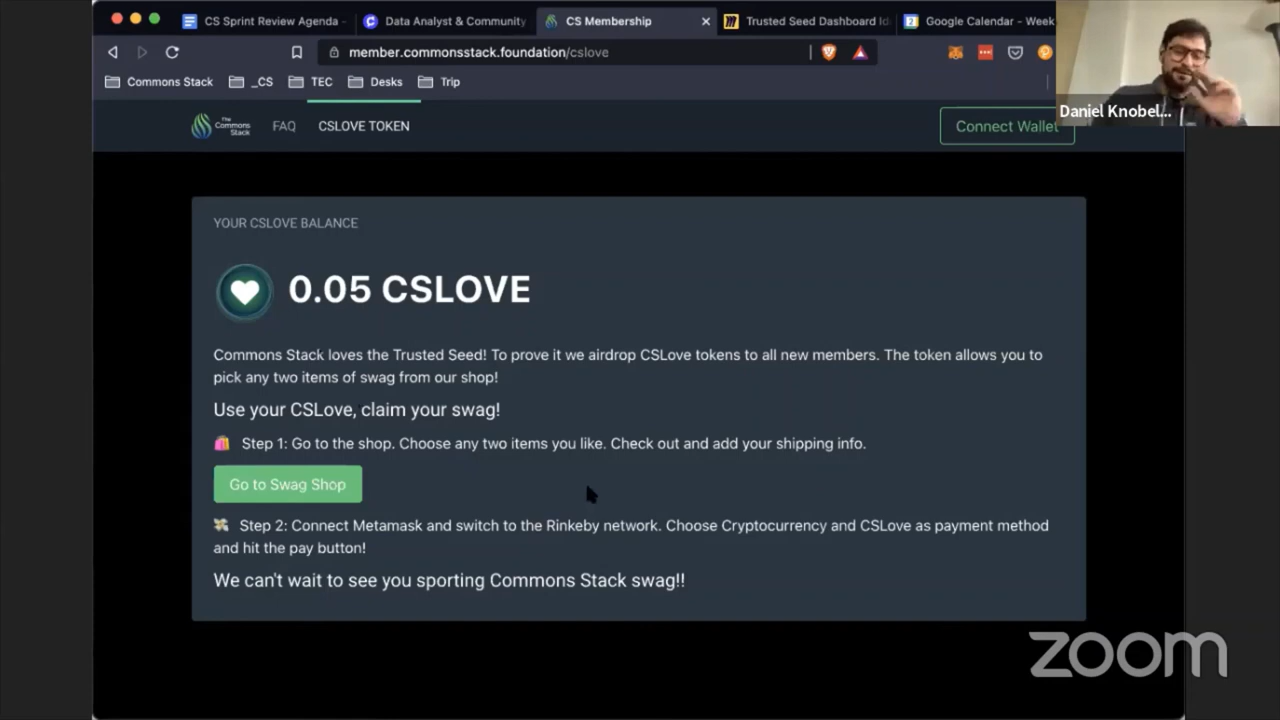 CS Sprint Review Agenda -
Data Analyst & Community
CS Membership
Trusted Seed Dashboard Id
Google Calendar - Week
member.commonsstack.foundation/cslove
Commons Stack
_CS
TEC
Desks
Trip
Daniel Knobel...
The
Commons
Stack
FAQ
CSLOVE TOKEN
Connect Wallet
YOUR CSLOVE BALANCE
0.05 CSLOVE
Commons Stack loves the Trusted Seed! To prove it we airdrop CSLove tokens to all new members. The token allows you to
pick any two items of swag from our shop!
Use your CSLove, claim your swag!
Step 1: Go to the shop. Choose any two items you like. Check out and add your shipping info.
Go to Swag Shop
Step 2: Connect Metamask and switch to the Rinkeby network. Choose Cryptocurrency and CSLove as payment method
and hit the pay button!
We can't wait to see you sporting Commons Stack swag!!
zoom